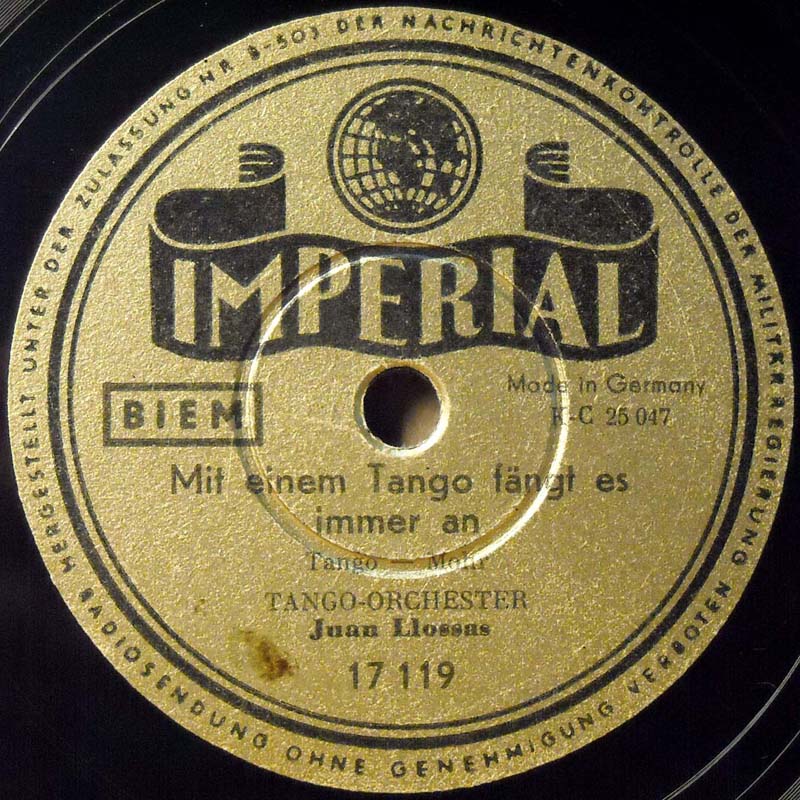 HERGESTELLT UNTER DER ZULASSUNG NR B-503 DER NACHRICHTENKONTROLLE DER MILITÄRREGIERUNG
RADIOSENDUNG OHNE GENEHMIGUNG VERBOTEN
IMPERIAL
BIEM
Made in Germany
K-C 25 047
Mit einem Tango fängt es
immer an
Tango — Mohr
TANGO-ORCHESTER
Juan Llossas
17 119